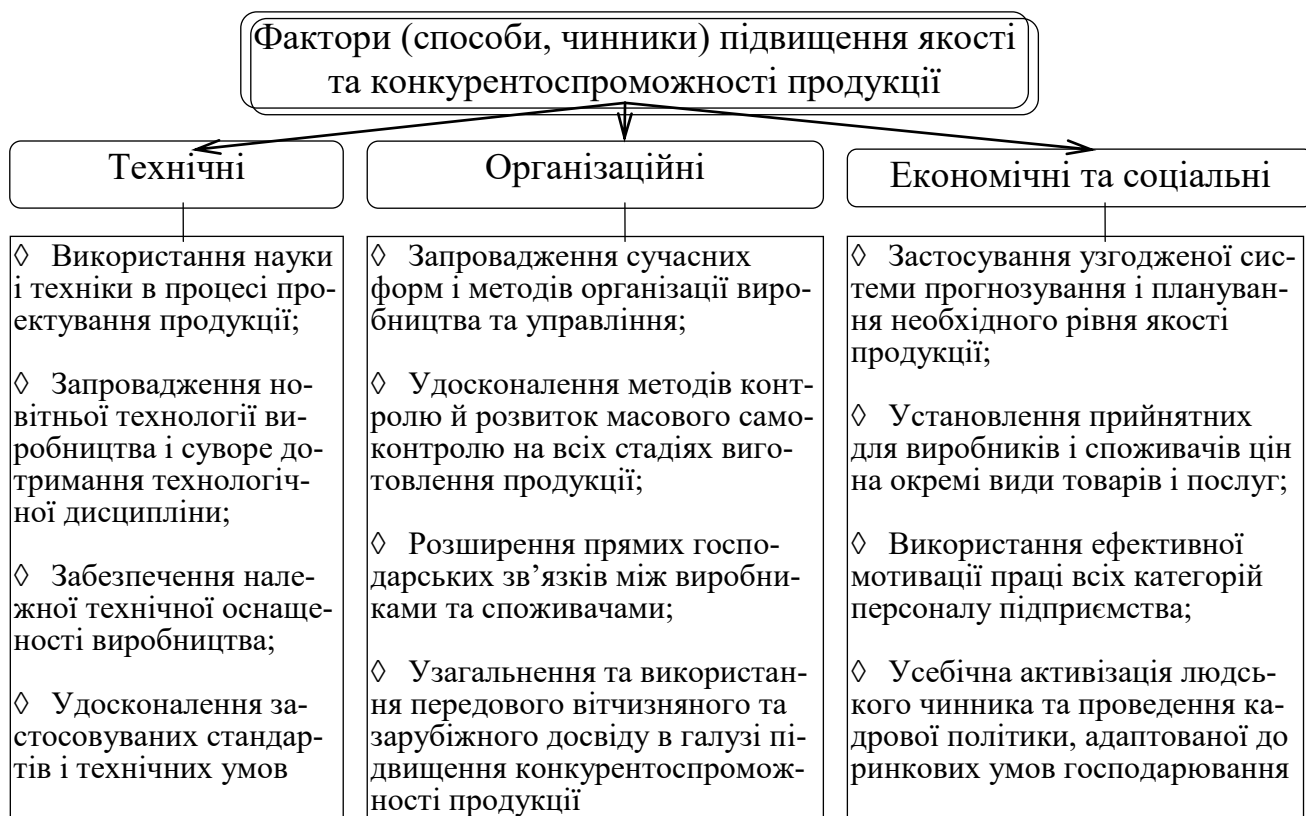 Фактори (способи, чинники) підвищення якості
та конкурентоспроможності продукції
Технічні
◊ Використання науки
і техніки в процесі про-
ектування продукції;
◊ Запровадження но-
вітньої технології ви-
робництва і суворе до-
тримання технологіч-
ної дисципліни;
◊ Забезпечення нале-
жної технічної оснаще-
ності виробництва;
◊ Удосконалення за-
стосовуваних стандар-
тів і технічних умов
Організаційні
◊ Запровадження сучасних
форм і методів організації виро-
бництва та управління;
◊ Удосконалення методів конт-
ролю й розвиток масового само-
контролю на всіх стадіях виго-
товлення продукції;
◊ Розширення прямих госпо-
дарських зв’язків між виробни-
ками та споживачами;
◊ Узагальнення та використан-
ня передового вітчизняного та
зарубіжного досвіду в галузі пі-
двищення конкурентоспромож-
ності продукції
Економічні та соціальні
◊ Застосування узгодженої сис-
теми прогнозування і плануван-
ня необхідного рівня якості
продукції;
◊ Установлення прийнятних
для виробників і споживачів цін
на окремі види товарів і послуг;
◊ Використання ефективної
мотивації праці всіх категорій
персоналу підприємства;
◊ Усебічна активізація людсь-
кого чинника та проведення ка-
дрової політики, адаптованої до
ринкових умов господарювання